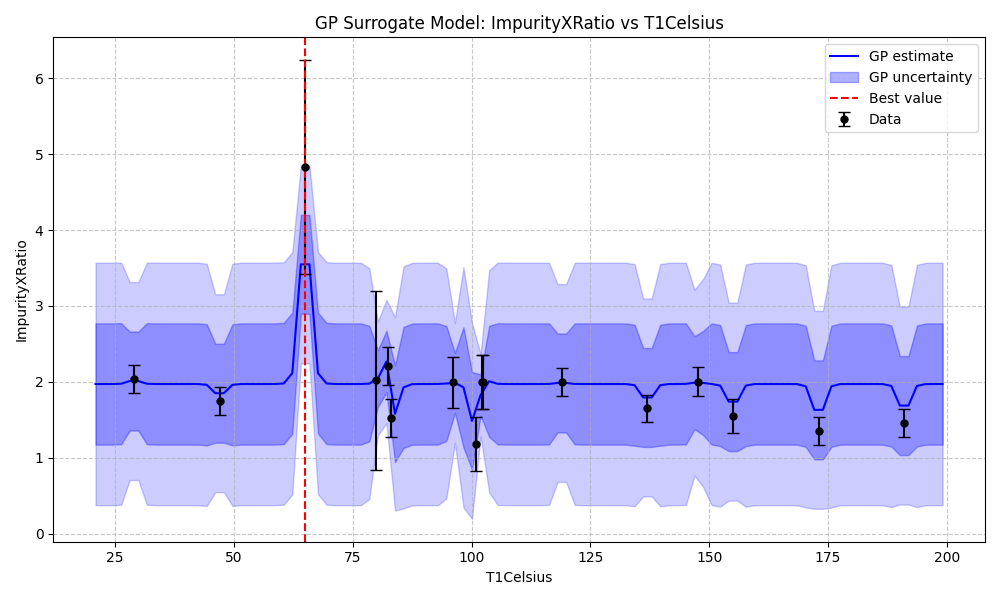 GP Surrogate Model: ImpurityXRatio vs T1Celsius
GP estimate
GP uncertainty
Best value
Data
ImpurityXRatio
6
5
4
3
2
1
0
25
50
75
100
125
150
175
200
T1Celsius